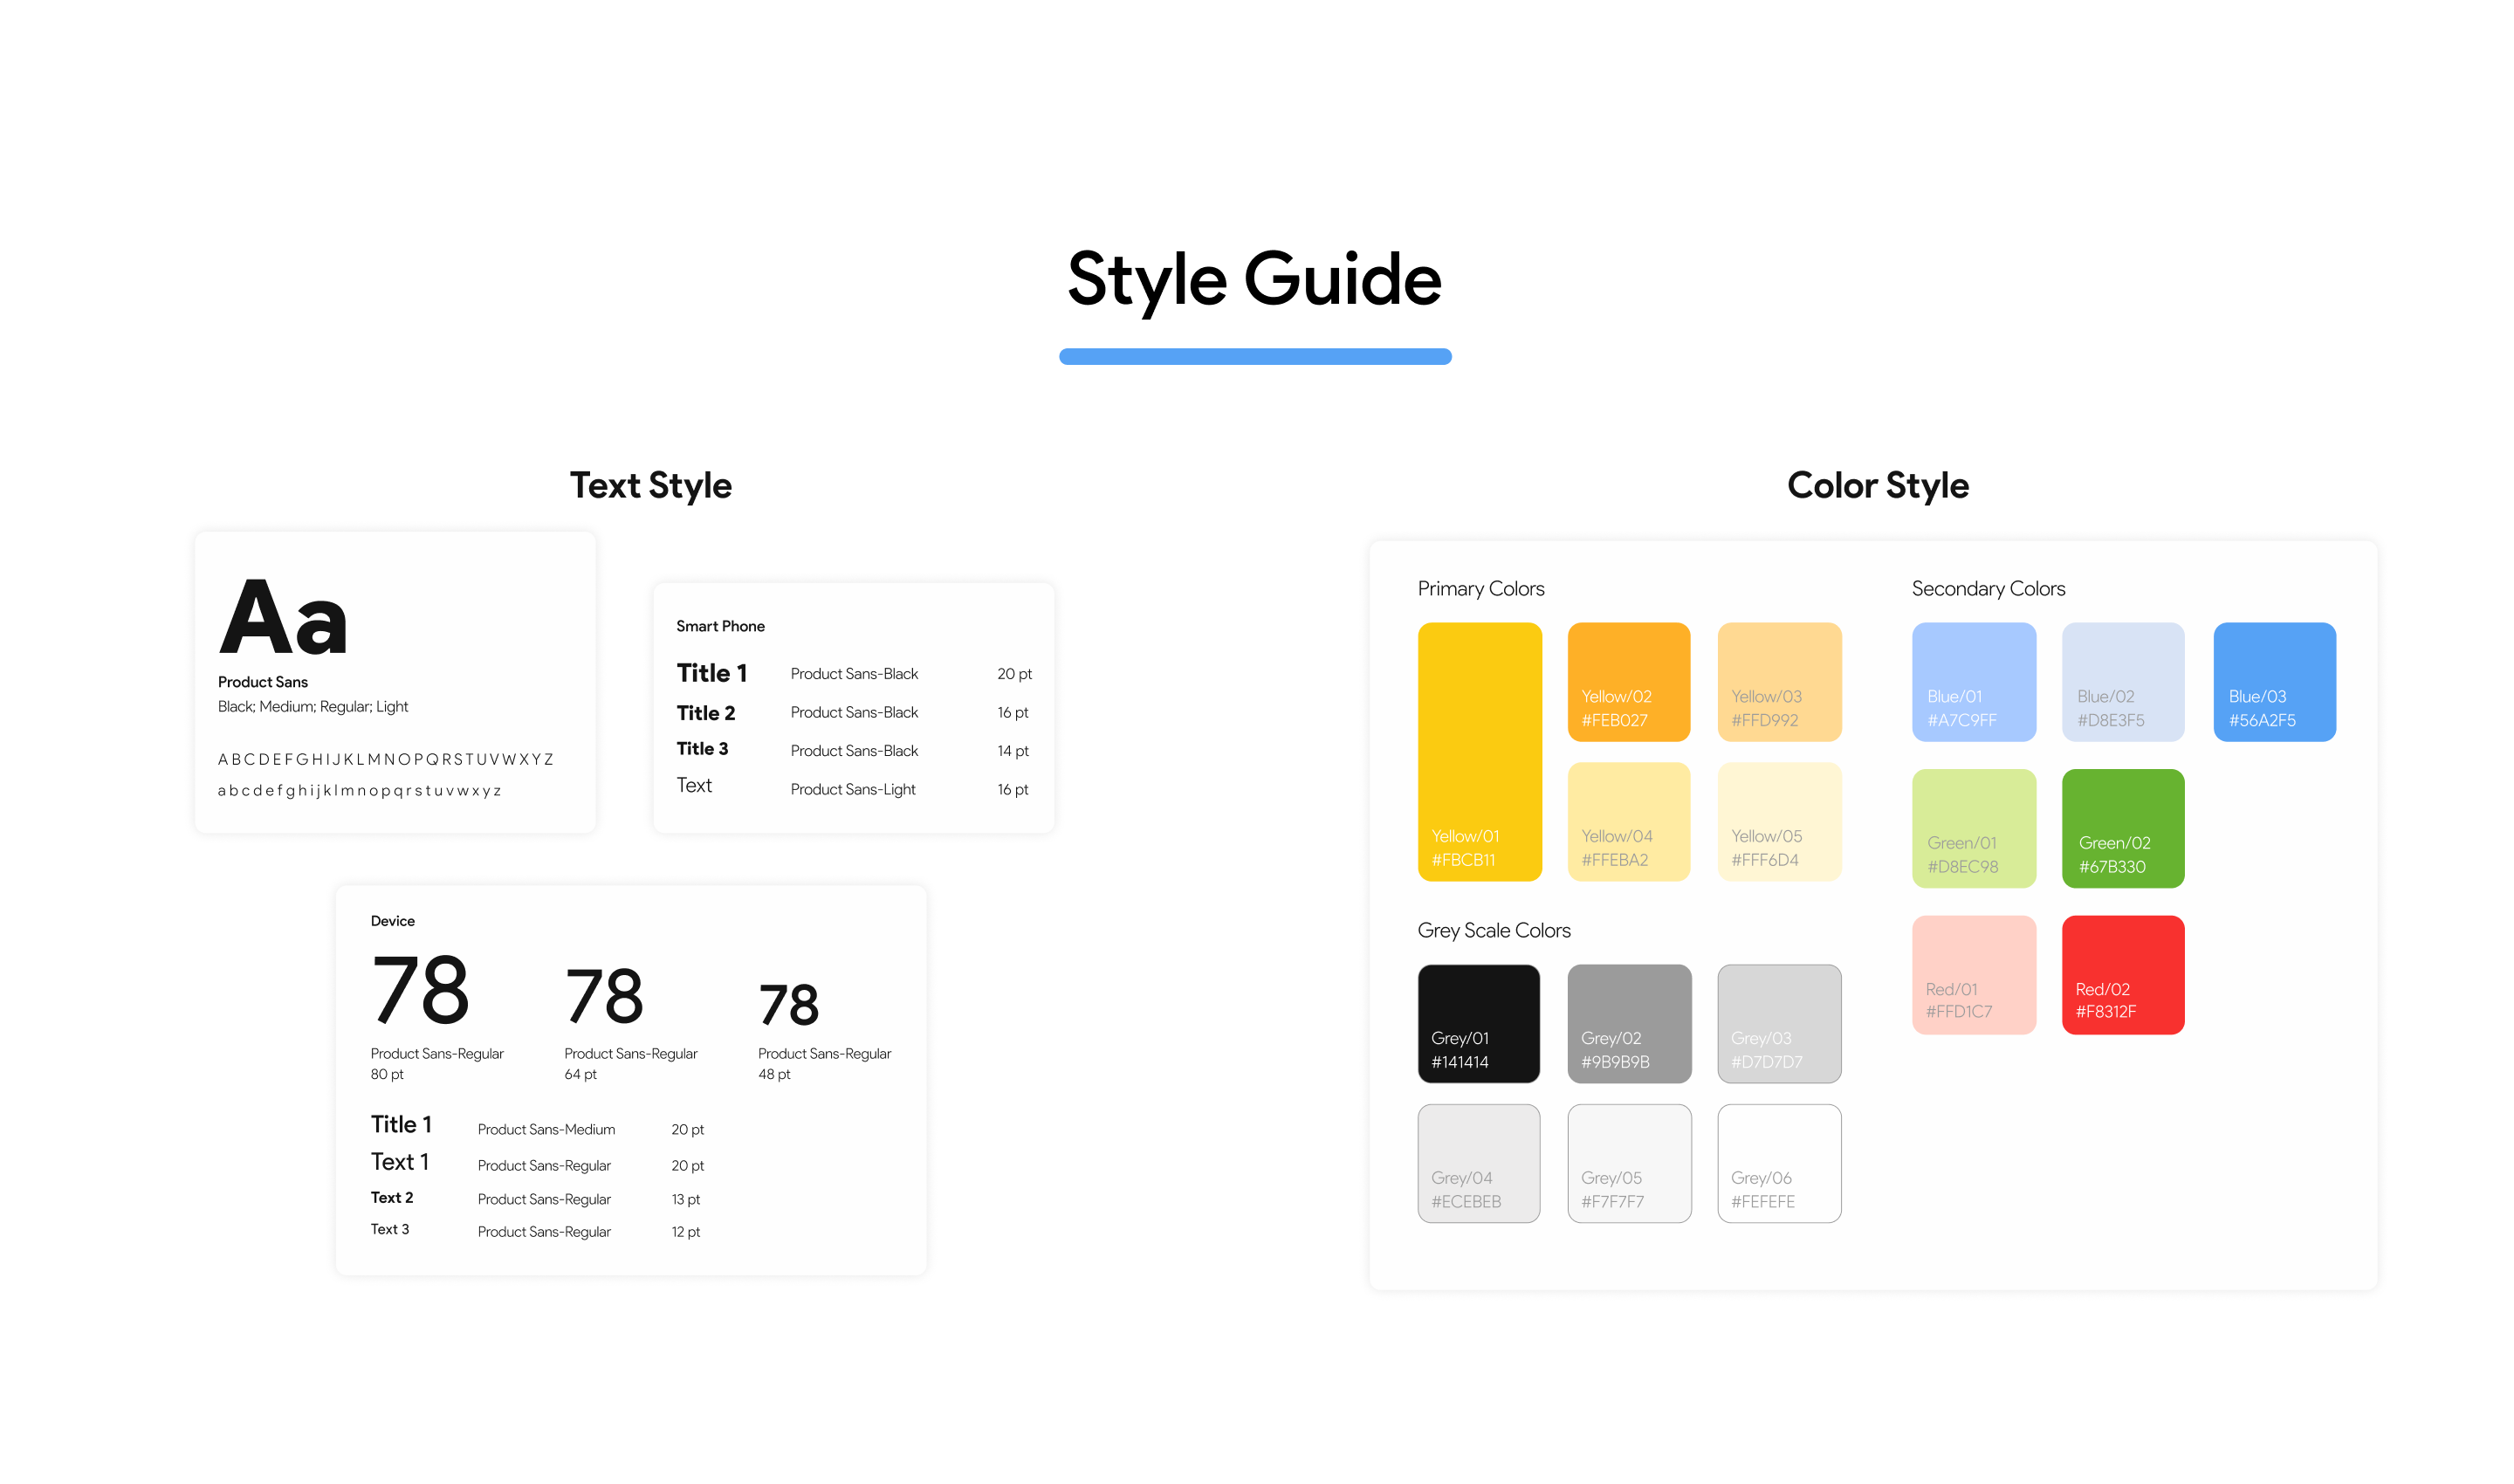 Style Guide
Text Style
Aa
Product Sans
Black; Medium; Regular; Light
A B C D E F G H I J K L M N O P Q R S T U V W X Y Z
a b c d e f g h i j k l m n o p q r s t u v w x y z
Smart Phone
Title 1 Product Sans-Black 20 pt
Title 2 Product Sans-Black 16 pt
Title 3 Product Sans-Black 14 pt
Text Product Sans-Light 16 pt
Device
78 78 78
Product Sans-Regular Product Sans-Regular Product Sans-Regular
80 pt 64 pt 48 pt
Title 1 Product Sans-Medium 20 pt
Text 1 Product Sans-Regular 20 pt
Text 2 Product Sans-Regular 13 pt
Text 3 Product Sans-Regular 12 pt
Color Style
Primary Colors
Yellow/01
#FBCB11
Yellow/02
#FEB027
Yellow/03
#FFD992
Yellow/04
#FFEBA2
Yellow/05
#FFF6D4
Grey Scale Colors
Grey/01
#141414
Grey/02
#9B9B9B
Grey/03
#D7D7D7
Grey/04
#ECEBEB
Grey/05
#F7F7F7
Grey/06
#FEFEFE
Secondary Colors
Blue/01
#A7C9FF
Blue/02
#D8E3F5
Blue/03
#56A2F5
Green/01
#D8EC98
Green/02
#67B330
Red/01
#FFD1C7
Red/02
#F8312F